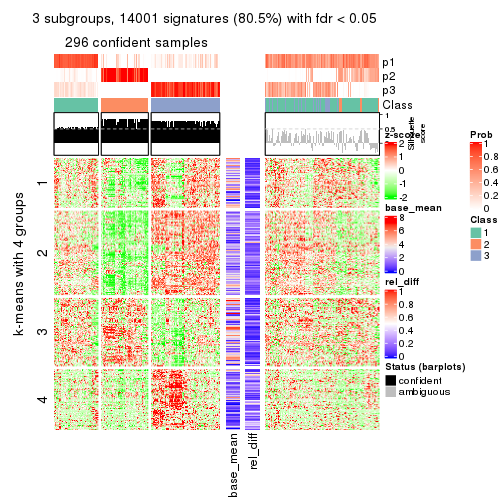 3 subgroups, 14001 signatures (80.5%) with fdr < 0.05
296 confident samples
p1
p2
p3
Class
1
0.5
0
Silhouette
score
k-means with 4 groups
1
2
3
4
base_mean
rel_diff
z-score
2
1
0
-1
-2
base_mean
8
6
4
2
0
rel_diff
1
0.8
0.6
0.4
0.2
0
Status (barplots)
confident
ambiguous
Prob
1
0.8
0.6
0.4
0.2
0
Class
1
2
3